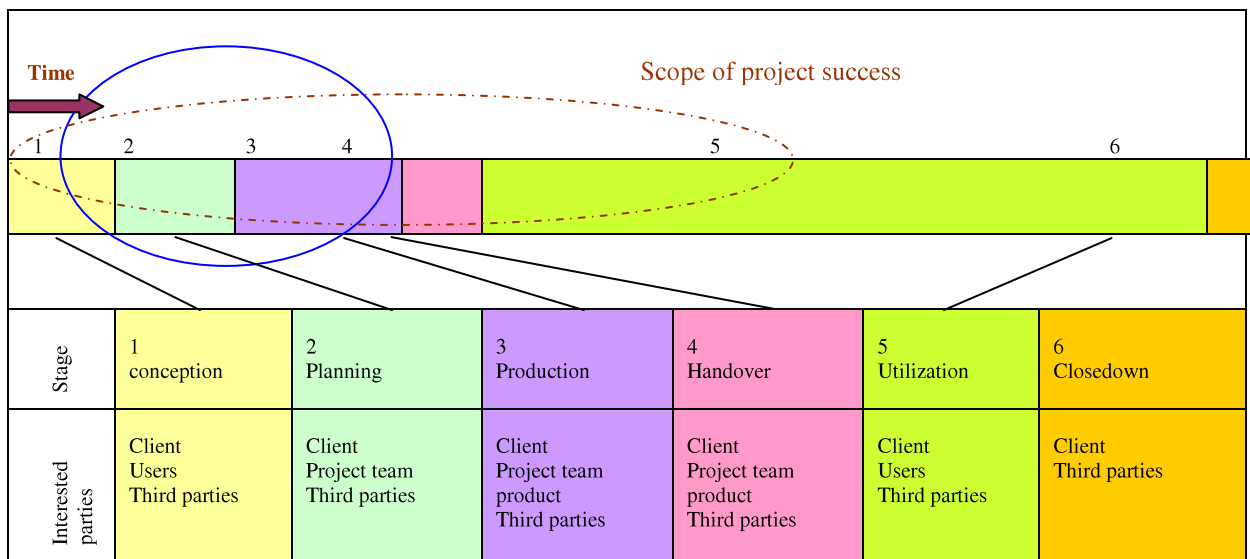 Time
Scope of project success
1 2 3 4 5 6
Stage
1
conception
2
Planning
3
Production
4
Handover
5
Utilization
6
Closedown
Interested
parties
Client
Users
Third parties
Client
Project team
Third parties
Client
Project team
product
Third parties
Client
Project team
product
Third parties
Client
Users
Third parties
Client
Third parties